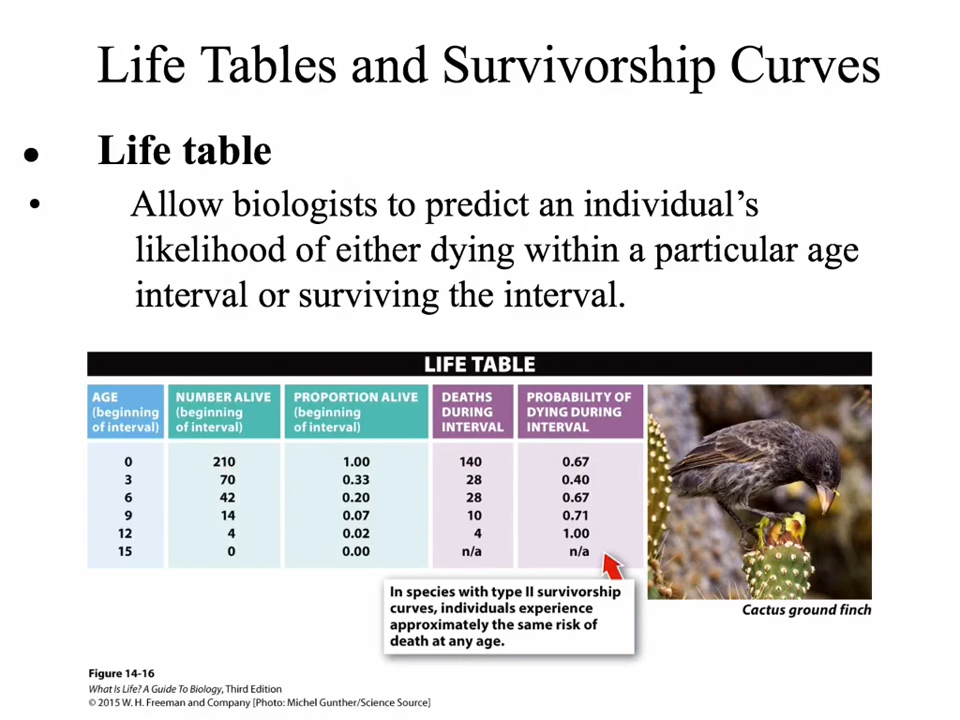 Life Tables and Survivorship Curves
• Life table
• Allow biologists to predict an individual’s
likelihood of either dying within a particular age
interval or surviving the interval.
LIFE TABLE
AGE (beginning of interval) NUMBER ALIVE (beginning of interval) PROPORTION ALIVE (beginning of interval) DEATHS DURING INTERVAL PROBABILITY OF DYING DURING INTERVAL
0 210 1.00 140 0.67
3 70 0.33 28 0.40
6 42 0.20 28 0.67
9 14 0.07 10 0.71
12 4 0.02 4 1.00
15 0 0.00 n/a n/a
In species with type II survivorship
curves, individuals experience
approximately the same risk of
death at any age.
Cactus ground finch
Figure 14-16
What Is Life? A Guide To Biology, Third Edition
© 2015 W. H. Freeman and Company [Photo: Michel Gunther/Science Source]